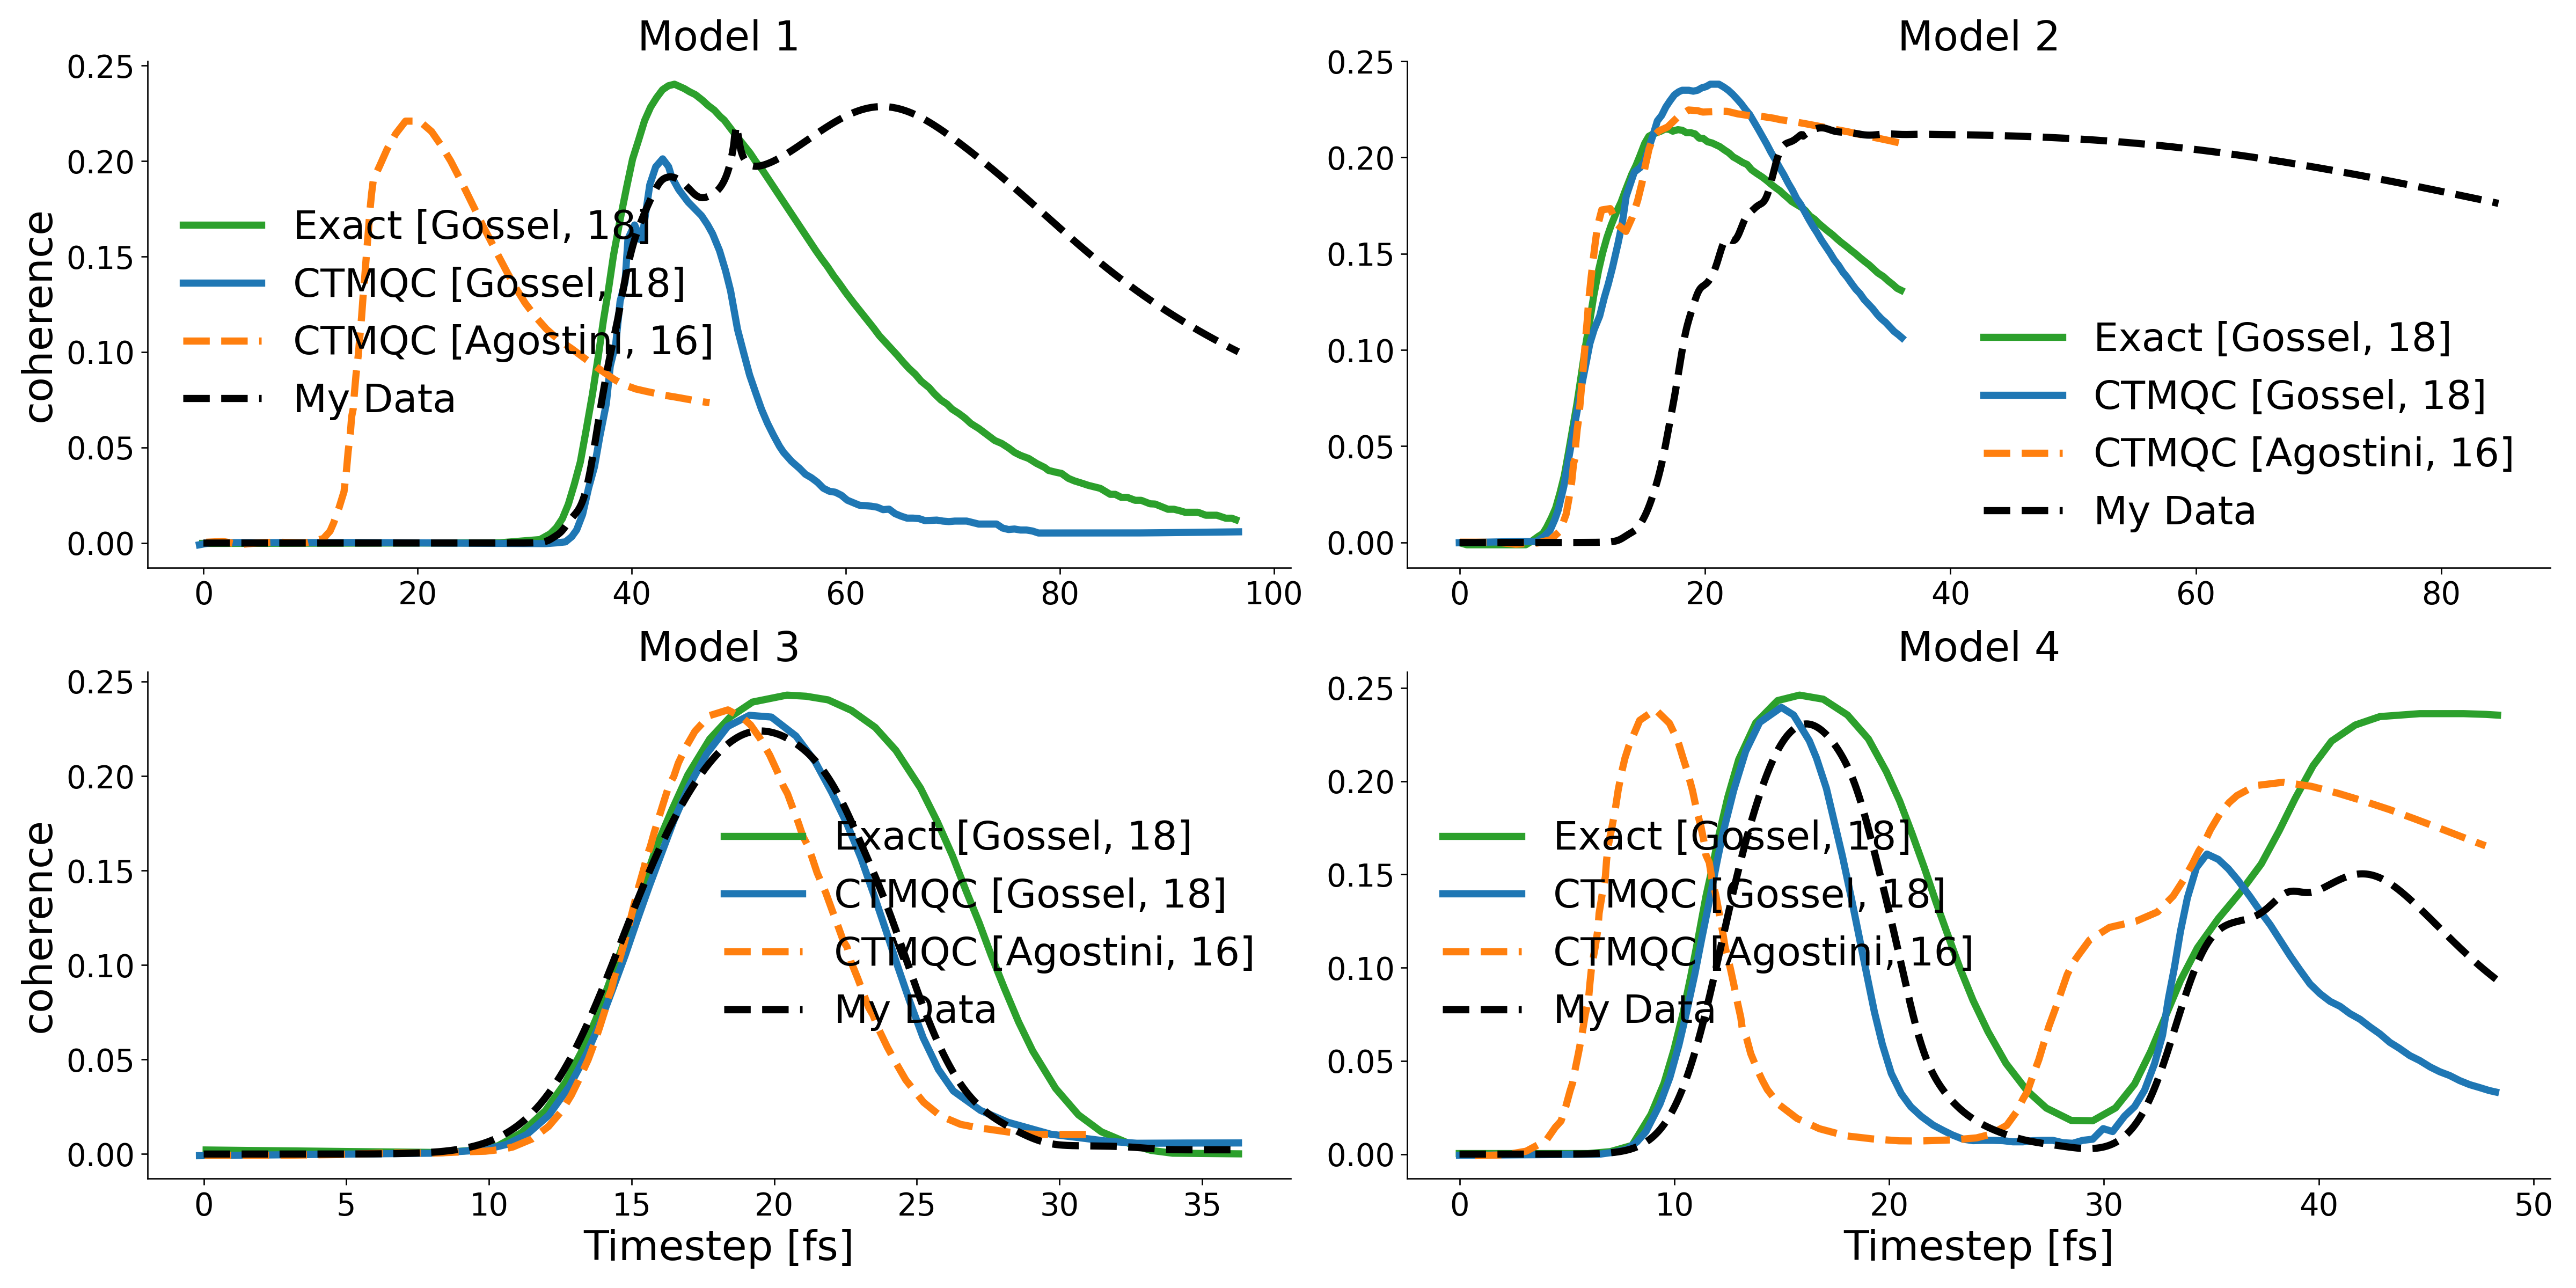 Model 1
0.25
0.20
0.15
0.10
0.05
0.00
coherence
Exact [Gossel, 18]
CTMQC [Gossel, 18]
CTMQC [Agostini, 16]
My Data
0 20 40 60 80 100
Model 2
0.25
0.20
0.15
0.10
0.05
0.00
Exact [Gossel, 18]
CTMQC [Gossel, 18]
CTMQC [Agostini, 16]
My Data
0 20 40 60 80
Model 3
0.25
0.20
0.15
0.10
0.05
0.00
coherence
Exact [Gossel, 18]
CTMQC [Gossel, 18]
CTMQC [Agostini, 16]
My Data
0 5 10 15 20 25 30 35
Timestep [fs]
Model 4
0.25
0.20
0.15
0.10
0.05
0.00
Exact [Gossel, 18]
CTMQC [Gossel, 18]
CTMQC [Agostini, 16]
My Data
0 10 20 30 40 50
Timestep [fs]